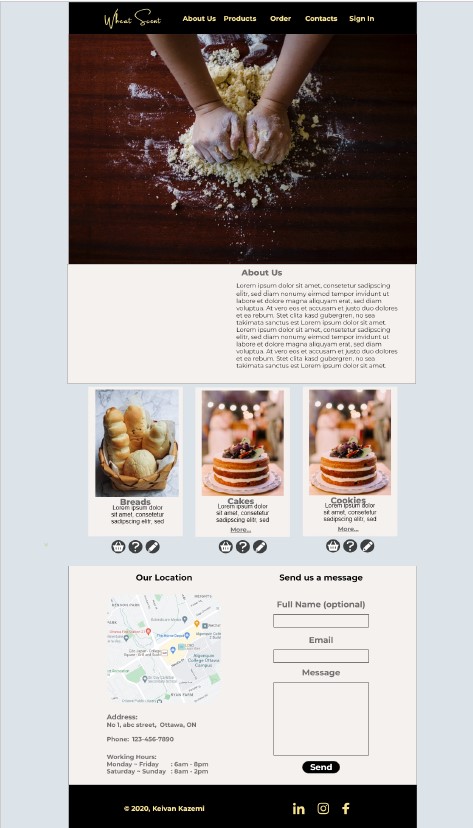 Wheat Scent
About Us Products Order Contacts Sign In
About Us
Lorem ipsum dolor sit amet, consetetur sadipscing
elitr, sed diam nonumy eirmod tempor invidunt ut
labore et dolore magna aliquyam erat, sed diam
voluptua. At vero eos et accusam et justo duo dolores
et ea rebum. Stet clita kasd gubergren, no sea
takimata sanctus est Lorem ipsum dolor sit amet.
Lorem ipsum dolor sit amet, consetetur sadipscing
elitr, sed diam nonumy eirmod tempor invidunt ut
labore et dolore magna aliquyam erat, sed diam
voluptua. At vero eos et accusam et justo duo dolores
et ea rebum. Stet clita kasd gubergren, no sea
takimata sanctus est Lorem ipsum dolor sit amet.
Breads
Lorem ipsum dolor
sit amet, consetetur
sadipscing elitr, sed
Cakes
Lorem ipsum dolor
sit amet, consetetur
sadipscing elitr, sed
More...
Cookies
Lorem ipsum dolor
sit amet, consetetur
sadipscing elitr, sed
More...
Our Location
The Home Depot
Algonquin
College Ottawa
Campus
RYAN FARM
Address:
No 1, abc street, Ottawa, ON
Phone: 123-456-7890
Working Hours:
Monday – Friday : 6am - 8pm
Saturday – Sunday : 8am - 2pm
Send us a message
Full Name (optional)
Email
Message
Send
© 2020, Keivan Kazemi